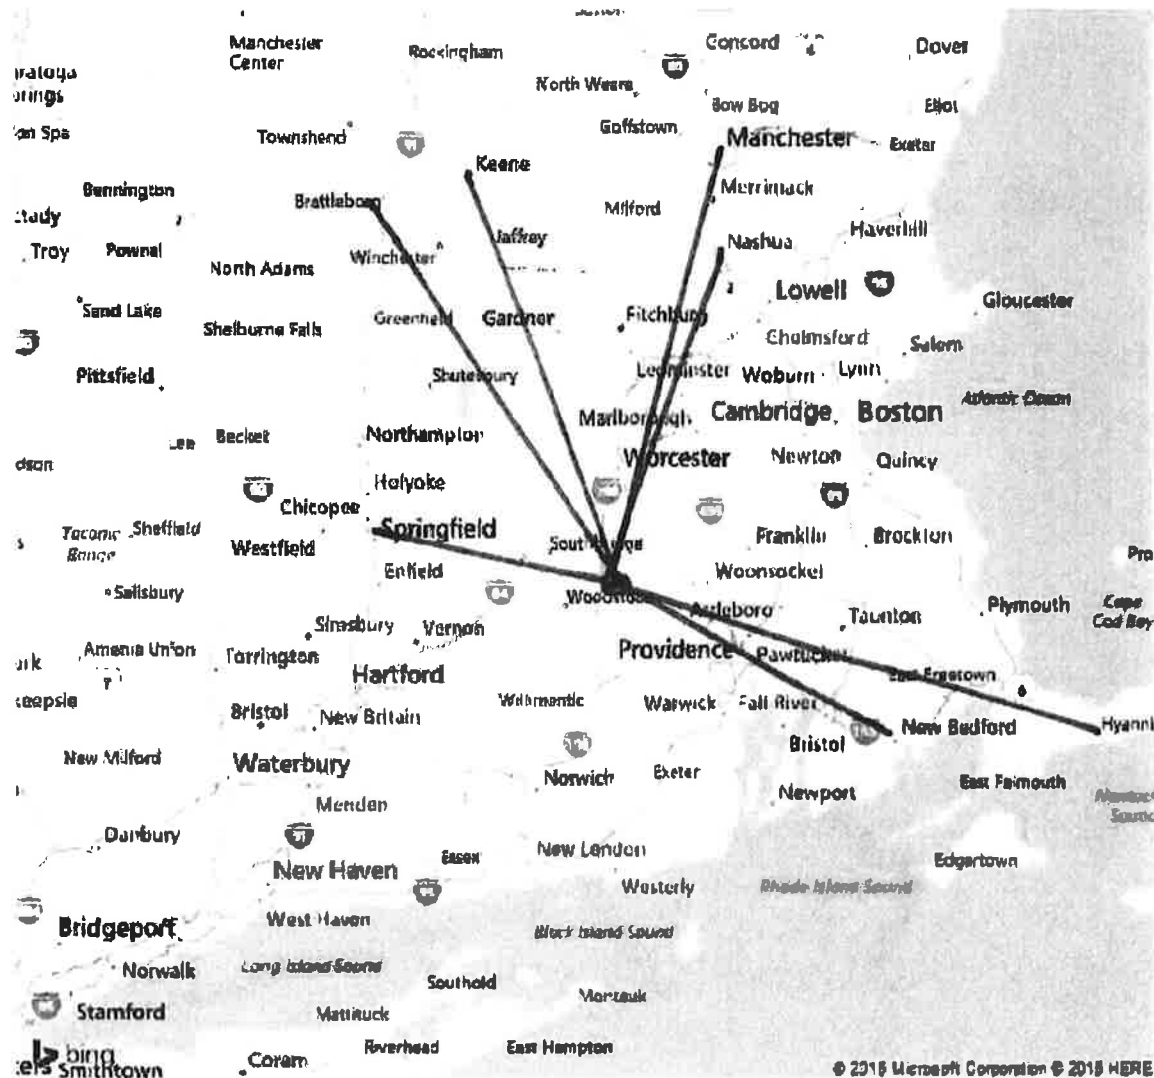 Manchester
Center
Rockingham
Concord
Dover
North Weare
Bow Bog
Eliot
Townshend
Goffstown
Manchester
Exeter
Keene
Bennington
Brattleboro
Merrimack
Milford
Troy
Pownal
Jaffrey
Nashua
Haverhill
Winchester
North Adams
Lowell
Gloucester
Sand Lake
Shelburne Falls
Greenfield
Gardner
Fitchburg
Chelmsford
Salem
Pittsfield
Shutesbury
Leominster
Woburn
Lynn
Atlantic Ocean
Marlborough
Cambridge
Boston
Lee
Becket
Northampton
Worcester
Newton
Quincy
Holyoke
Chicopee
Springfield
Taconic
Range
Sheffield
Westfield
Southbridge
Franklin
Brockton
Enfield
Woonsocket
Salisbury
Woodstock
Attleboro
Taunton
Plymouth
Cape
Cod Bay
Simsbury
Vernon
Amenia Union
Torrington
Hartford
Providence
Pawtucket
East Freetown
Willimantic
Warwick
Fall River
Bristol
New Britain
New Bedford
Bristol
New Milford
Waterbury
Norwich
Exeter
Newport
East Falmouth
Meriden
Danbury
New London
Essex
Edgartown
New Haven
Westerly
Rhode Island Sound
West Haven
Bridgeport
Block Island Sound
Norwalk
Long Island Sound
Southold
Montauk
Stamford
Mattituck
bing
Riverhead
East Hampton
Smithtown
Coram
© 2016 Microsoft Corporation © 2016 HERE